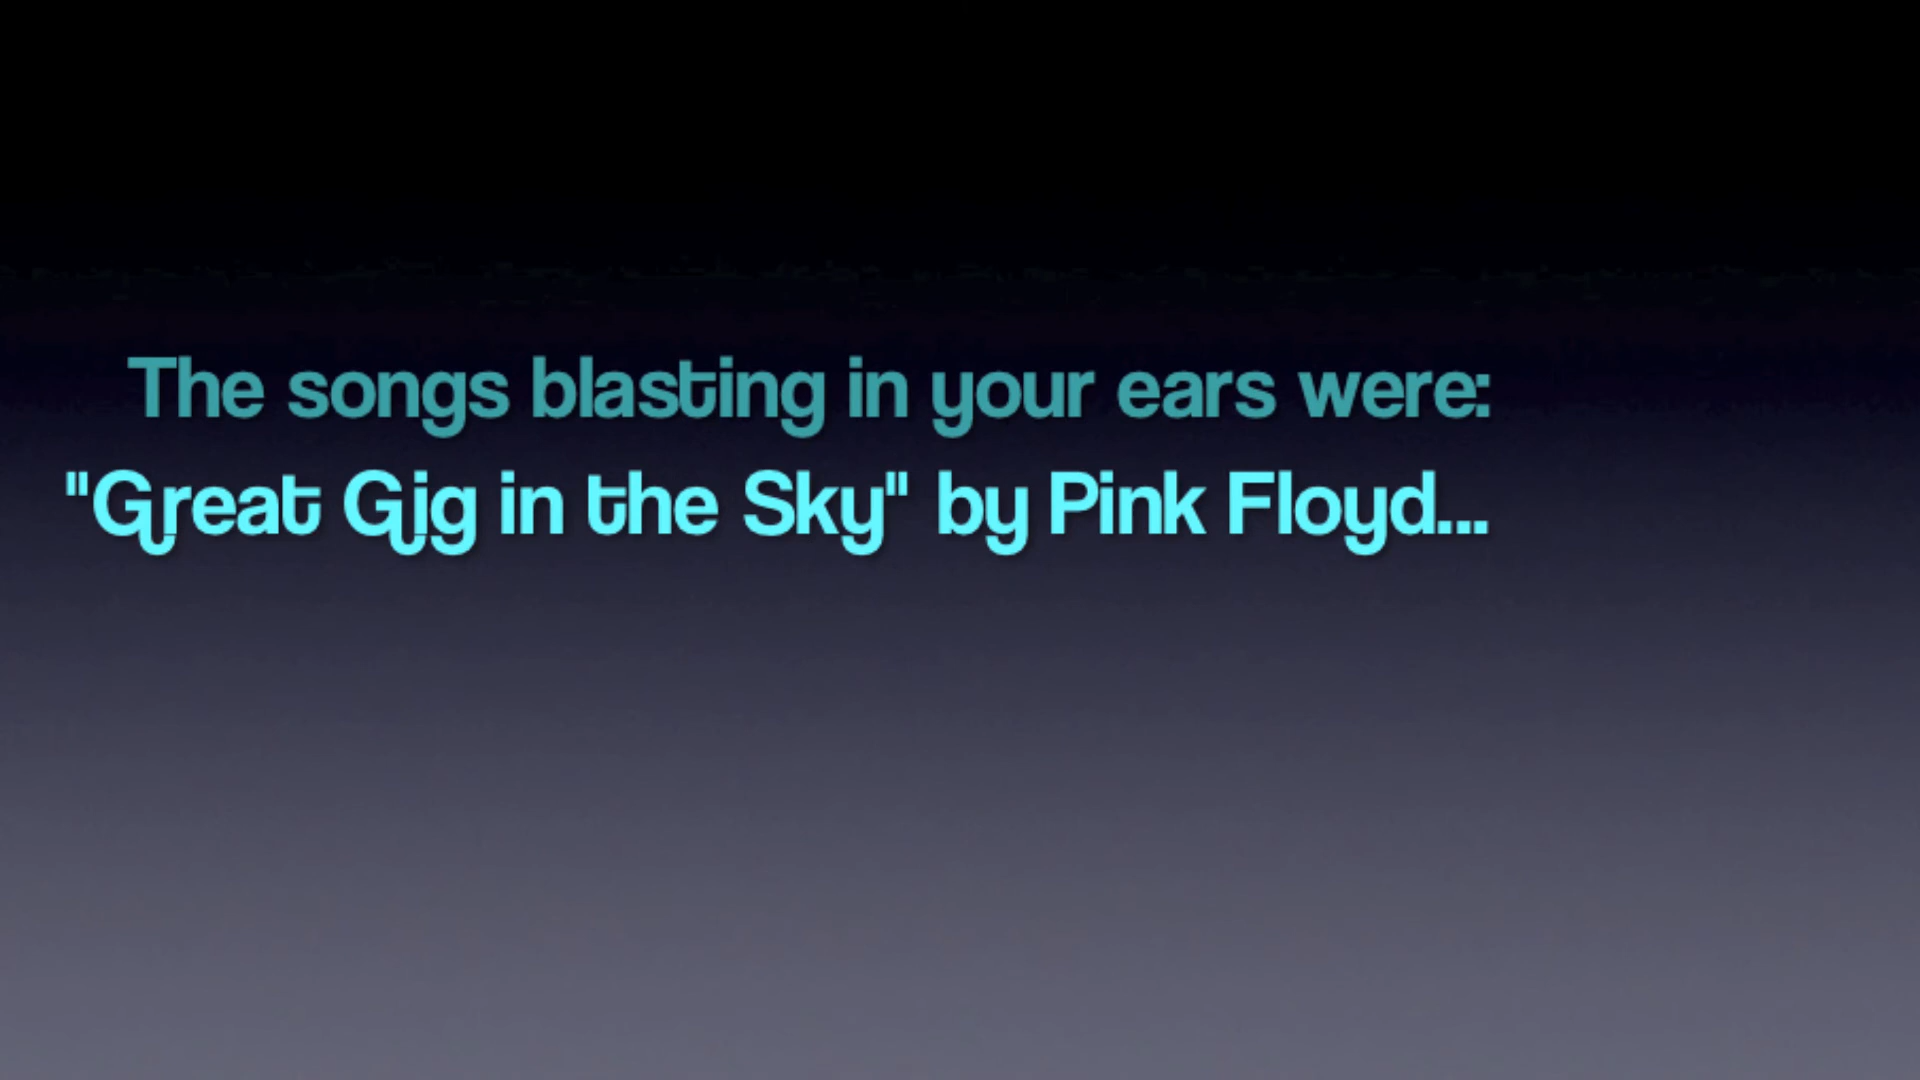 The songs blasting in your ears were:
"Great Gig in the Sky" by Pink Floyd...